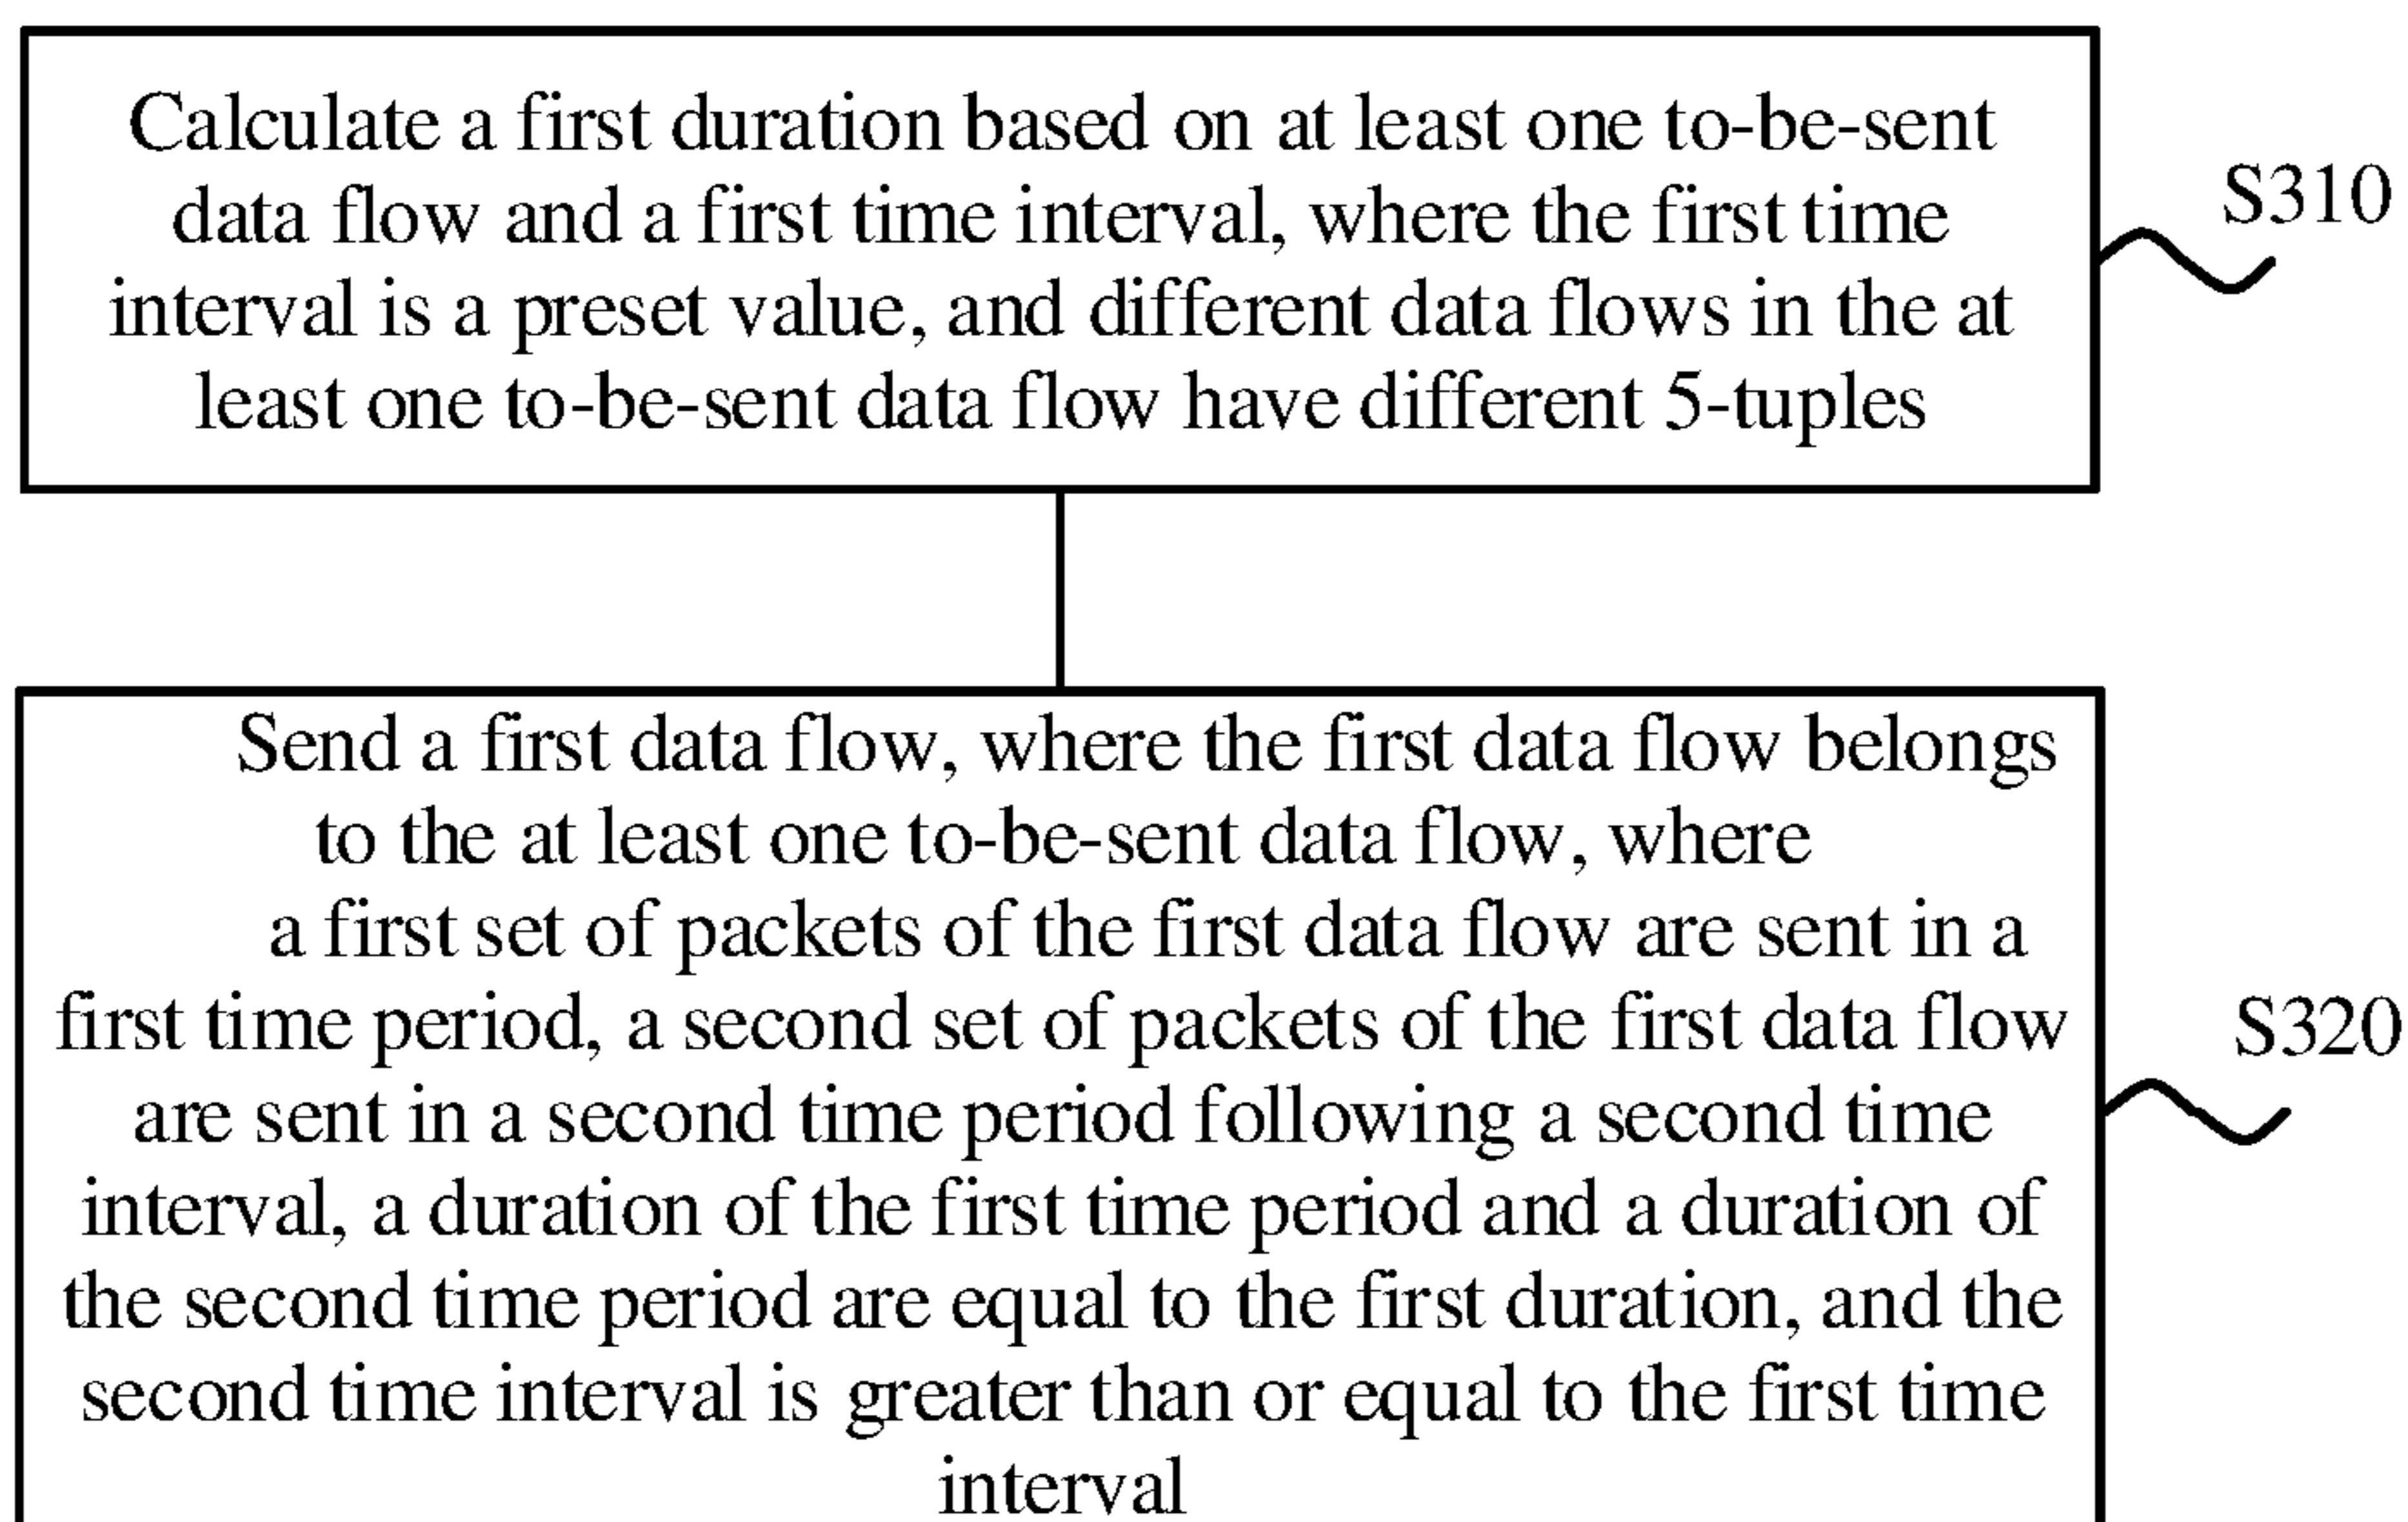 Calculate a first duration based on at least one to-be-sent
data flow and a first time interval, where the first time
interval is a preset value, and different data flows in the at
least one to-be-sent data flow have different 5-tuples
S310
Send a first data flow, where the first data flow belongs
to the at least one to-be-sent data flow, where
a first set of packets of the first data flow are sent in a
first time period, a second set of packets of the first data flow
are sent in a second time period following a second time
interval, a duration of the first time period and a duration of
the second time period are equal to the first duration, and the
second time interval is greater than or equal to the first time
interval
S320